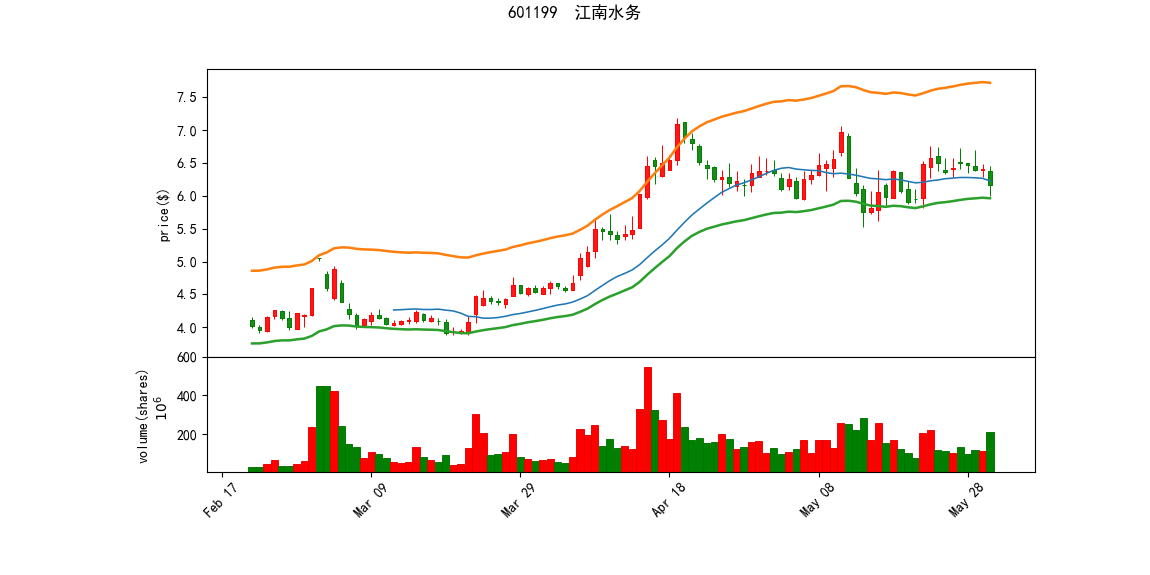 601199 江南水务
price($)
7.5
7.0
6.5
6.0
5.5
5.0
4.5
4.0
volume(shares)
10^6
600
400
200
Feb 17
Mar 09
Mar 29
Apr 18
May 08
May 28